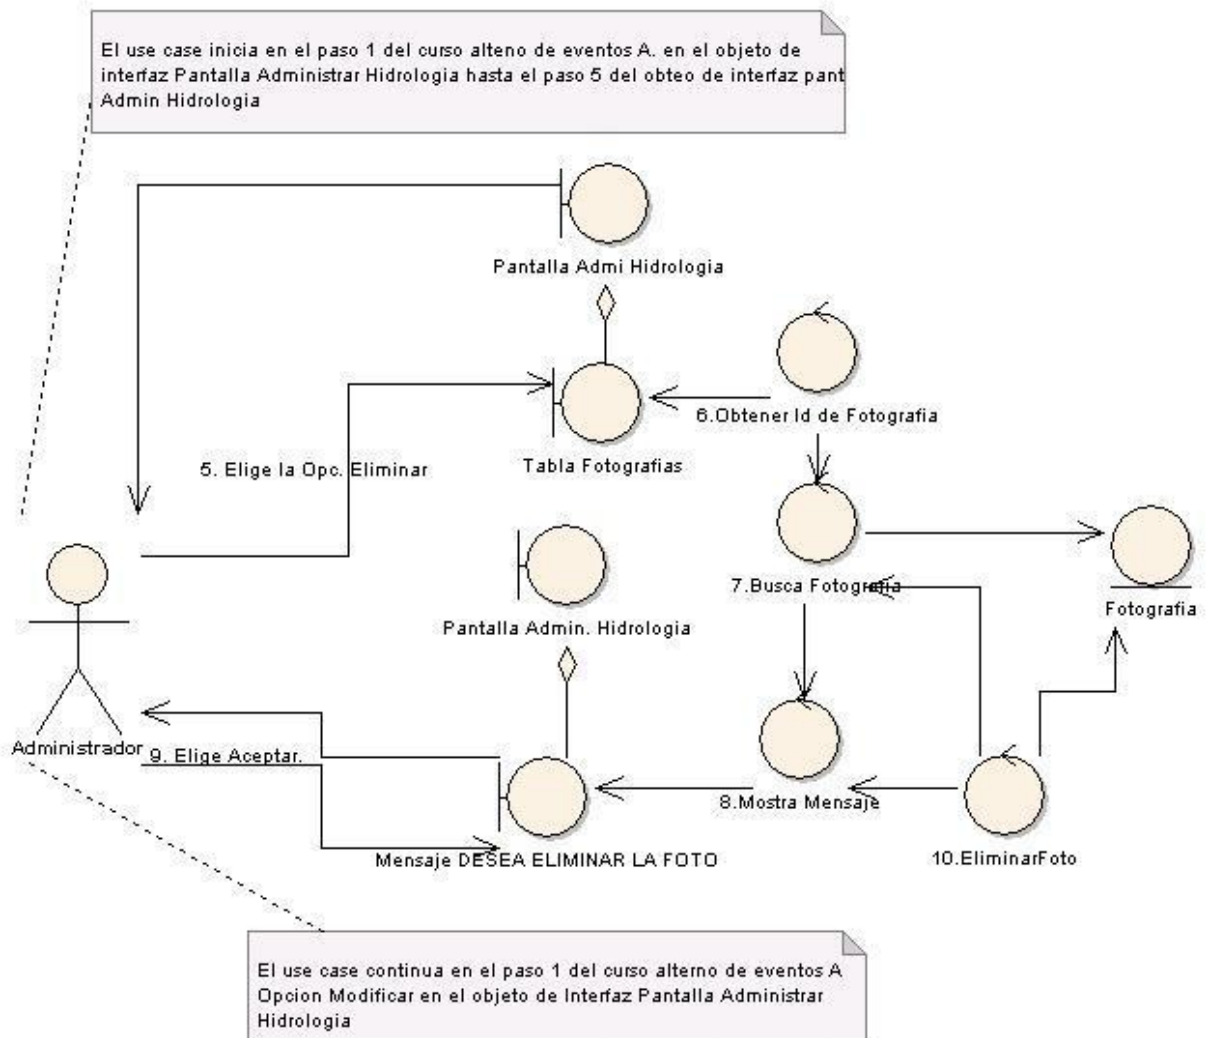 El use case inicia en el paso 1 del curso alteno de eventos A. en el objeto de
interfaz Pantalla Administrar Hidrologia hasta el paso 5 del obteo de interfaz pant
Admin Hidrologia
Pantalla Admi Hidrologia
6.Obtener Id de Fotografia
5. Elige la Opc. Eliminar
Tabla Fotografias
7.Busca Fotografia
Fotografia
Pantalla Admin. Hidrologia
Administrador
9. Elige Aceptar.
8.Mostra Mensaje
Mensaje DESEA ELIMINAR LA FOTO
10.EliminarFoto
El use case continua en el paso 1 del curso alterno de eventos A
Opcion Modificar en el objeto de Interfaz Pantalla Administrar
Hidrologia